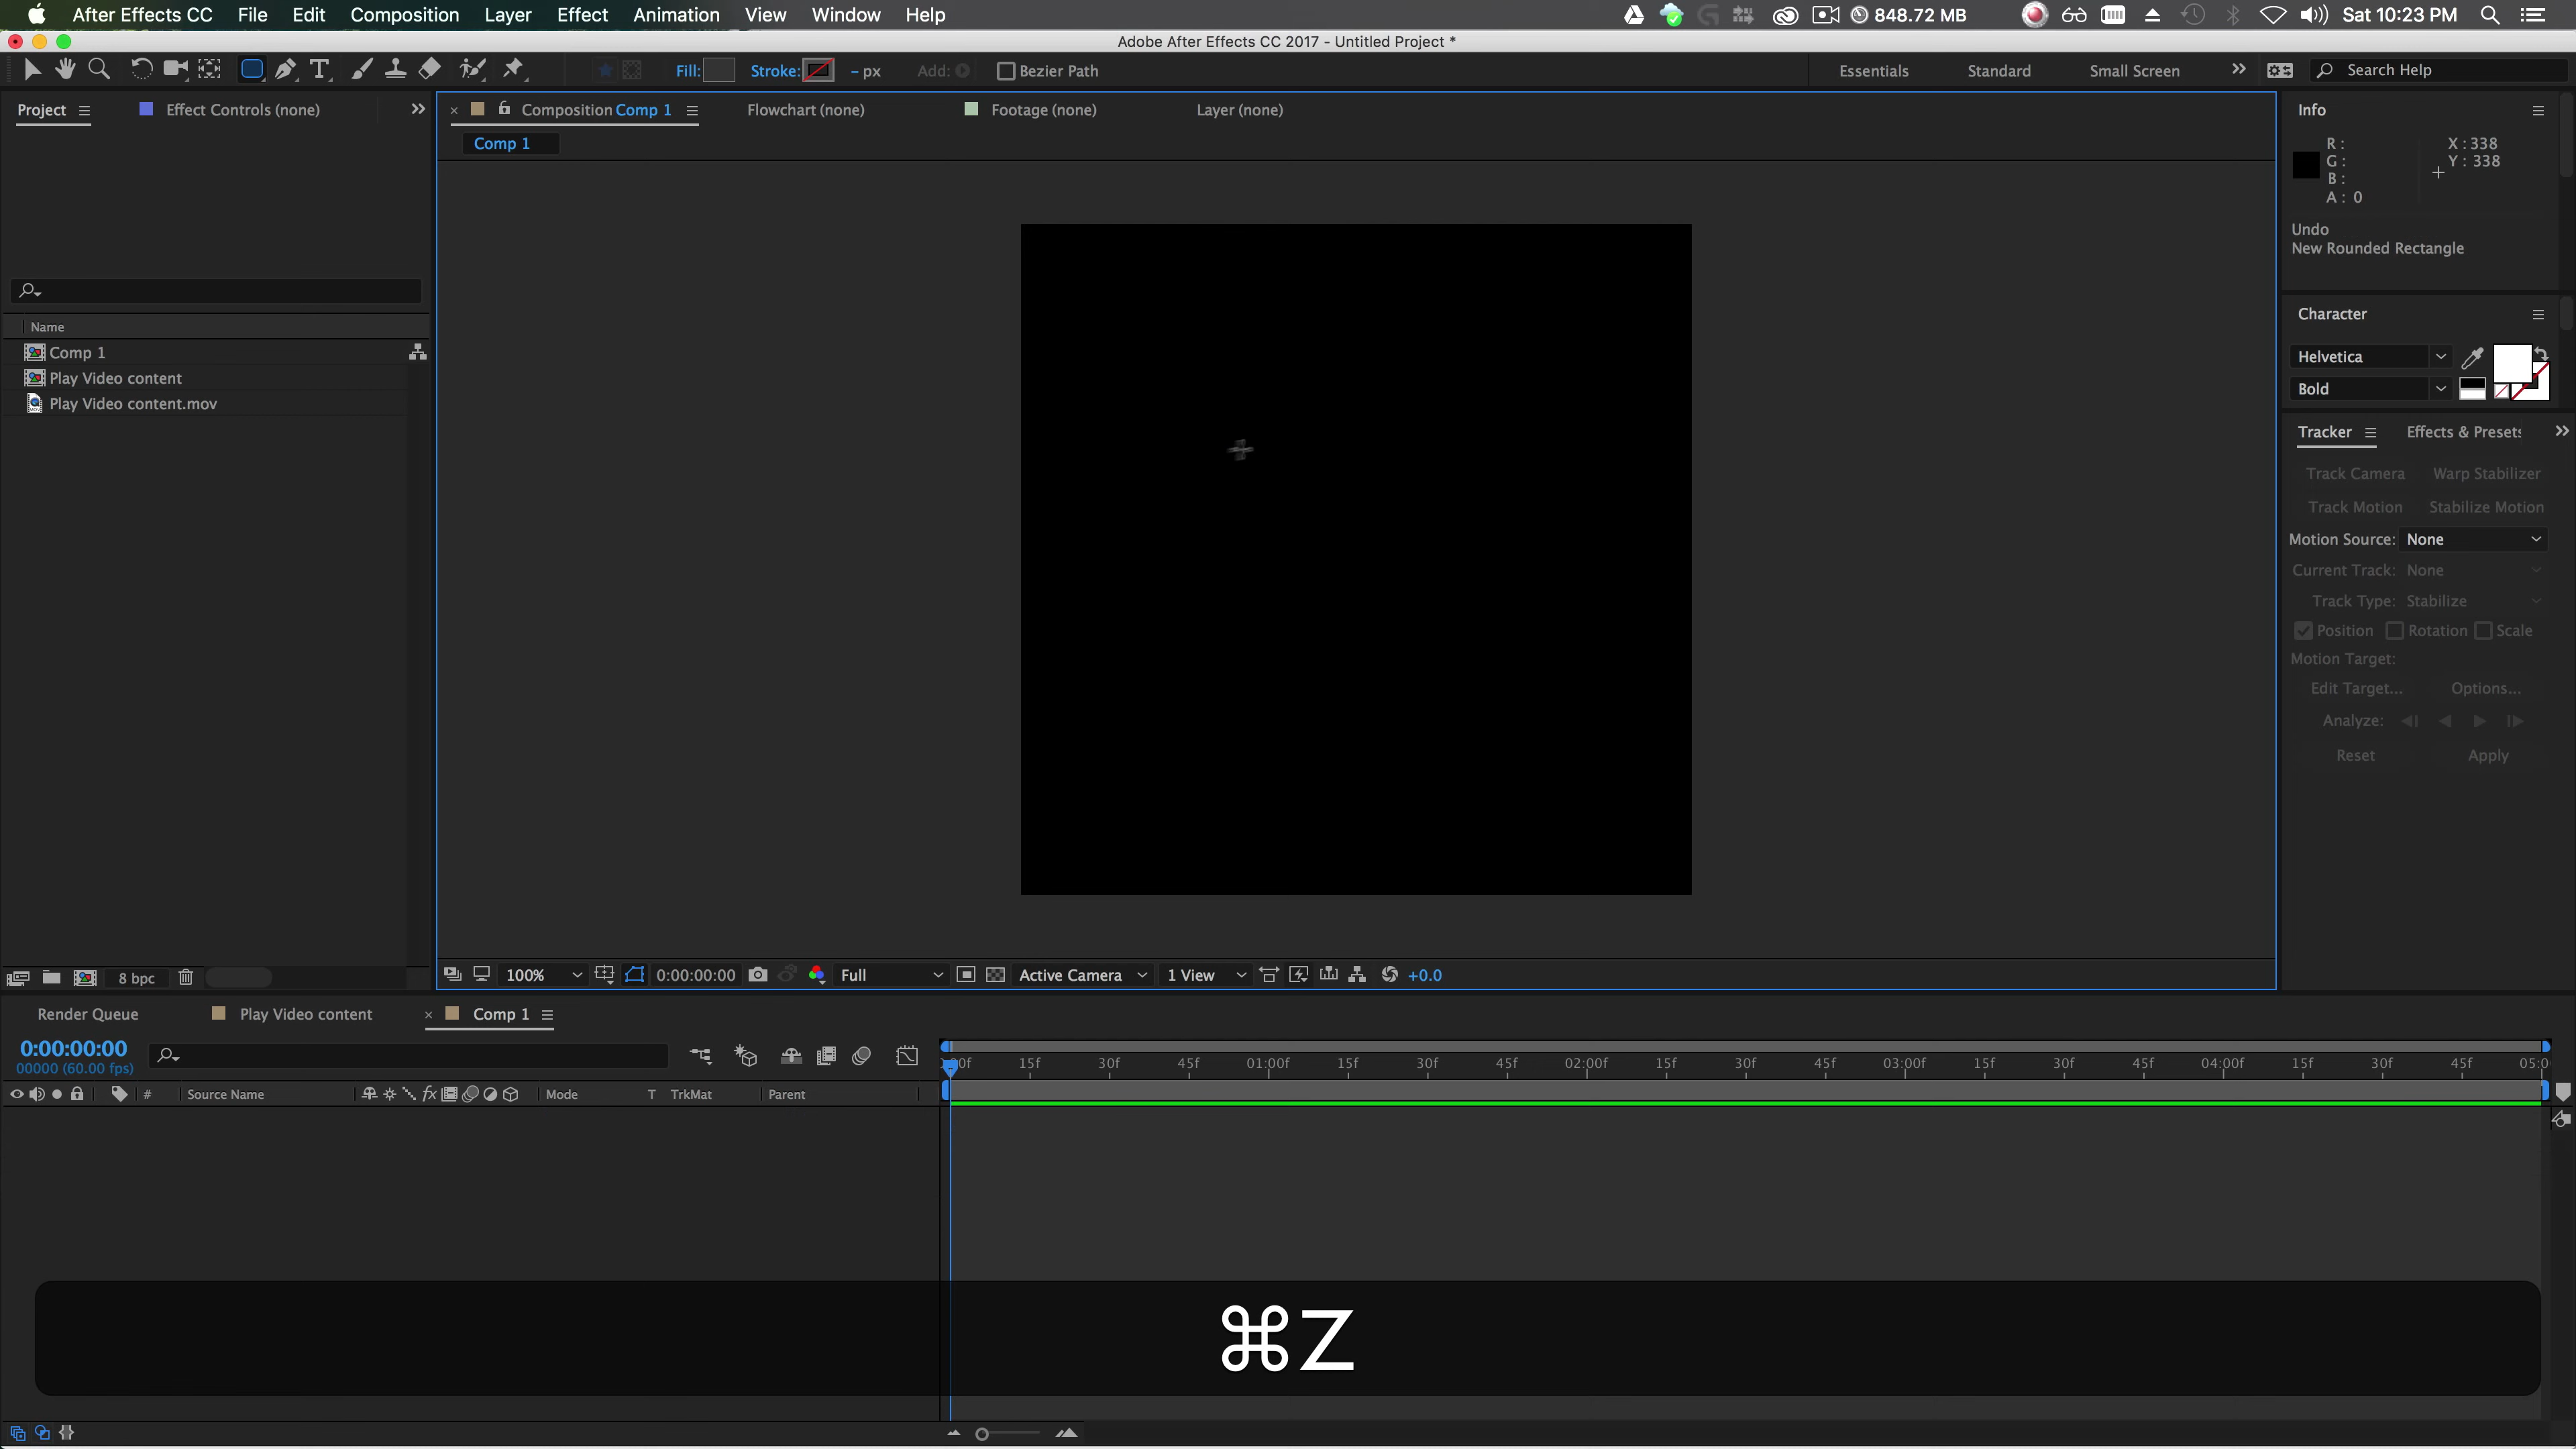 After Effects CC File Edit Composition Layer Effect Animation View Window Help 848.72 MB Sat 10:23 PM
Adobe After Effects CC 2017 - Untitled Project *
Fill: Stroke: – px Add: Bezier Path Essentials Standard Small Screen Search Help
Project Effect Controls (none) Composition Comp 1 Flowchart (none) Footage (none) Layer (none) Info
Comp 1
R : X : 338
G : Y : 338
B :
A : 0
Undo
New Rounded Rectangle
Name
Comp 1
Play Video content
Play Video content.mov
Character
Helvetica
Bold
Tracker Effects & Presets
Track Camera Warp Stabilizer
Track Motion Stabilize Motion
Motion Source: None
Current Track: None
Track Type: Stabilize
Position Rotation Scale
Motion Target:
Edit Target... Options...
Analyze:
Reset Apply
8 bpc 100% 0:00:00:00 Full Active Camera 1 View +0.0
Render Queue Play Video content Comp 1
0:00:00:00
00000 (60.00 fps)
00f 15f 30f 45f 01:00f 15f 30f 45f 02:00f 15f 30f 45f 03:00f 15f 30f 45f 04:00f 15f 30f 45f 05:0
# Source Name fx Mode T TrkMat Parent
⌘Z